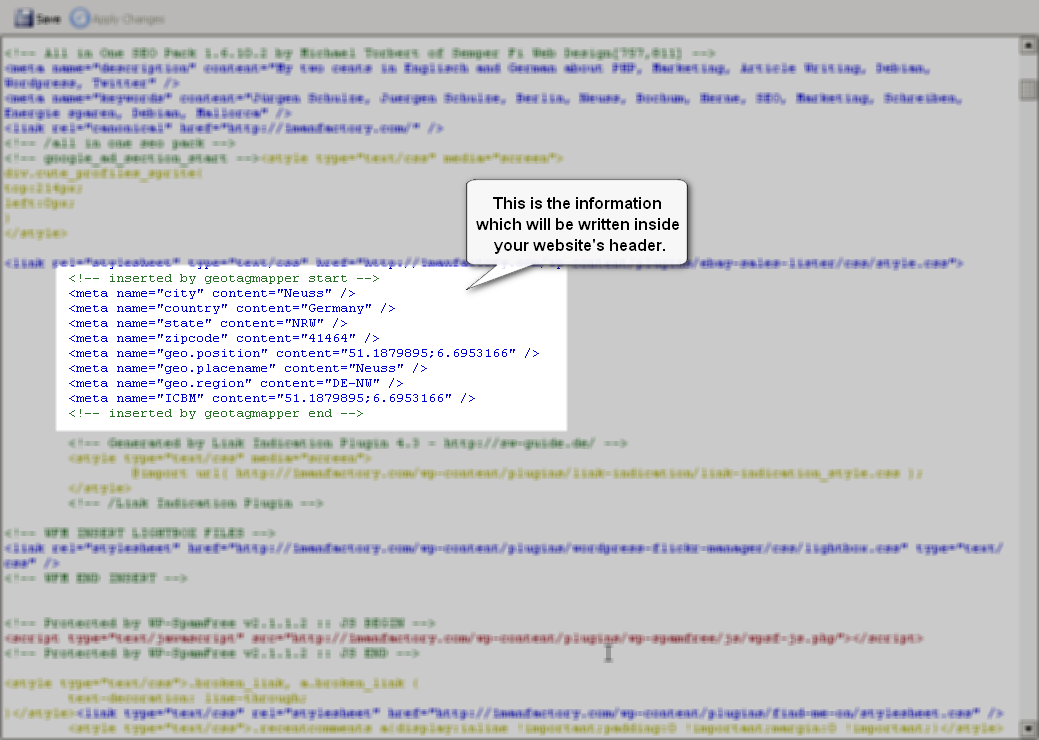 Save Apply Changes
<!-- All in One SEO Pack 1.6.10.2 by Michael Torbert of Semper Fi Web Design[757,811] -->
<meta name="description" content="My two cents in Englisch and German about PHP, Marketing, Article Writing, Debian,
Wordpress, Twitter" />
<meta name="keywords" content="Jürgen Schulze, Juergen Schulze, Berlin, Neuss, Bochum, Herne, SEO, Marketing, Schreiben,
Energie sparen, Debian, Mallorca" />
<link rel="canonical" href="http://1manfactory.com/" />
<!-- /all in one seo pack -->
<!-- google_ad_section_start --><style type="text/css" media="screen">
div.cute_profiles_sprite{
top:214px;
left:0px;
}
</style>
This is the information
which will be written inside
your website's header.
<link rel="stylesheet" type="text/css" href="http://1manfactory.com/wp-content/plugins/ebay-sales-lister/css/style.css">
<!-- inserted by geotagmapper start -->
<meta name="city" content="Neuss" />
<meta name="country" content="Germany" />
<meta name="state" content="NRW" />
<meta name="zipcode" content="41464" />
<meta name="geo.position" content="51.1879895;6.6953166" />
<meta name="geo.placename" content="Neuss" />
<meta name="geo.region" content="DE-NW" />
<meta name="ICBM" content="51.1879895;6.6953166" />
<!-- inserted by geotagmapper end -->
<!-- Generated by Link Indication Plugin 4.3 - http://sw-guide.de/ -->
<style type="text/css" media="screen">
@import url( http://1manfactory.com/wp-content/plugins/link-indication/link-indication_style.css );
</style>
<!-- /Link Indication Plugin -->
<!-- WFM INSERT LIGHTBOX FILES -->
<link rel="stylesheet" href="http://1manfactory.com/wp-content/plugins/wordpress-flickr-manager/css/lightbox.css" type="text/
css" />
<!-- WFM END INSERT -->
<!-- Protected by WP-SpamFree v2.1.1.2 :: JS BEGIN -->
<script type="text/javascript" src="http://1manfactory.com/wp-content/plugins/wp-spamfree/js/wpsf-js.php"></script>
<!-- Protected by WP-SpamFree v2.1.1.2 :: JS END -->
<style type="text/css">.broken_link, a.broken_link {
text-decoration: line-through;
}</style><link type="text/css" rel="stylesheet" href="http://1manfactory.com/wp-content/plugins/find-me-on/stylesheet.css" />
<style type="text/css">.recentcomments a{display:inline !important;padding:0 !important;margin:0 !important;}</style>